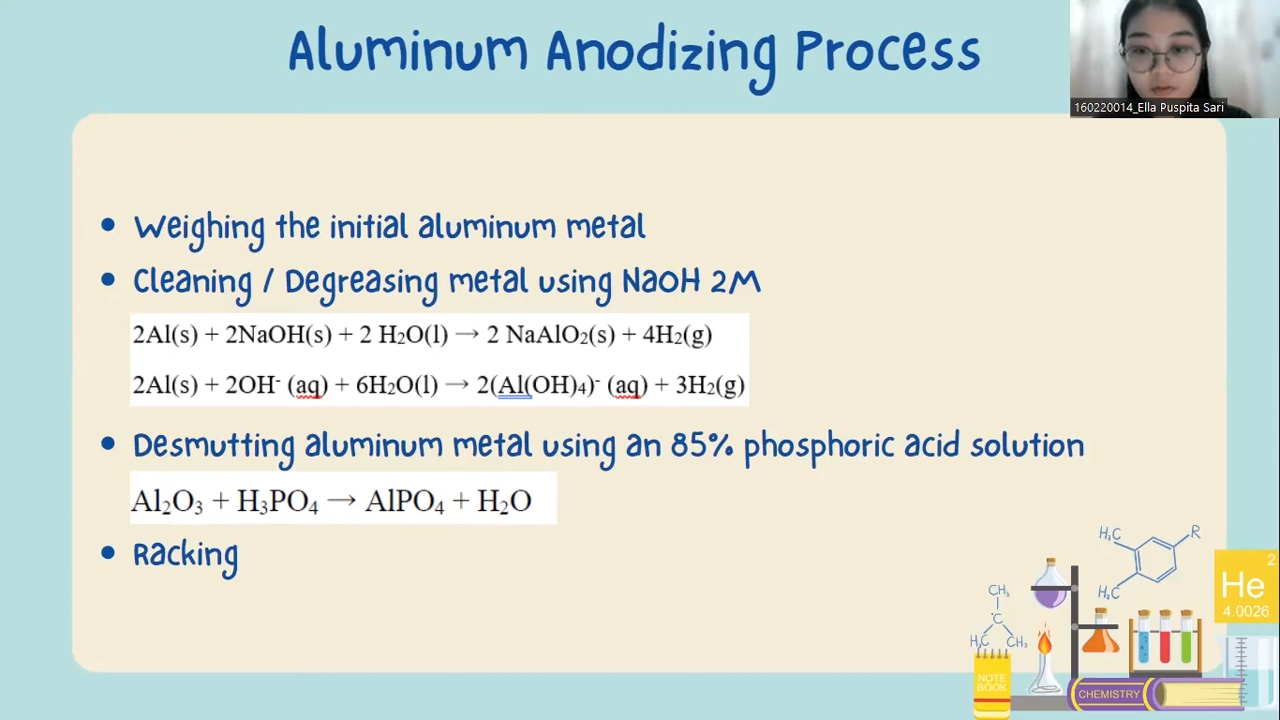 Aluminum Anodizing Process
160220014_Ella Puspita Sari
• Weighing the initial aluminum metal
• Cleaning / Degreasing metal using NaOH 2M
2Al(s) + 2NaOH(s) + 2 H₂O(l) → 2 NaAlO₂(s) + 4H₂(g)
2Al(s) + 2OH⁻ (aq) + 6H₂O(l) → 2(Al(OH)₄)⁻ (aq) + 3H₂(g)
• Desmutting aluminum metal using an 85% phosphoric acid solution
Al₂O₃ + H₃PO₄ → AlPO₄ + H₂O
• Racking
H₃C
R
H₃C
2
He
4.0026
CH₃
C
H₃C
CH₃
NOTE
BOOK
CHEMISTRY